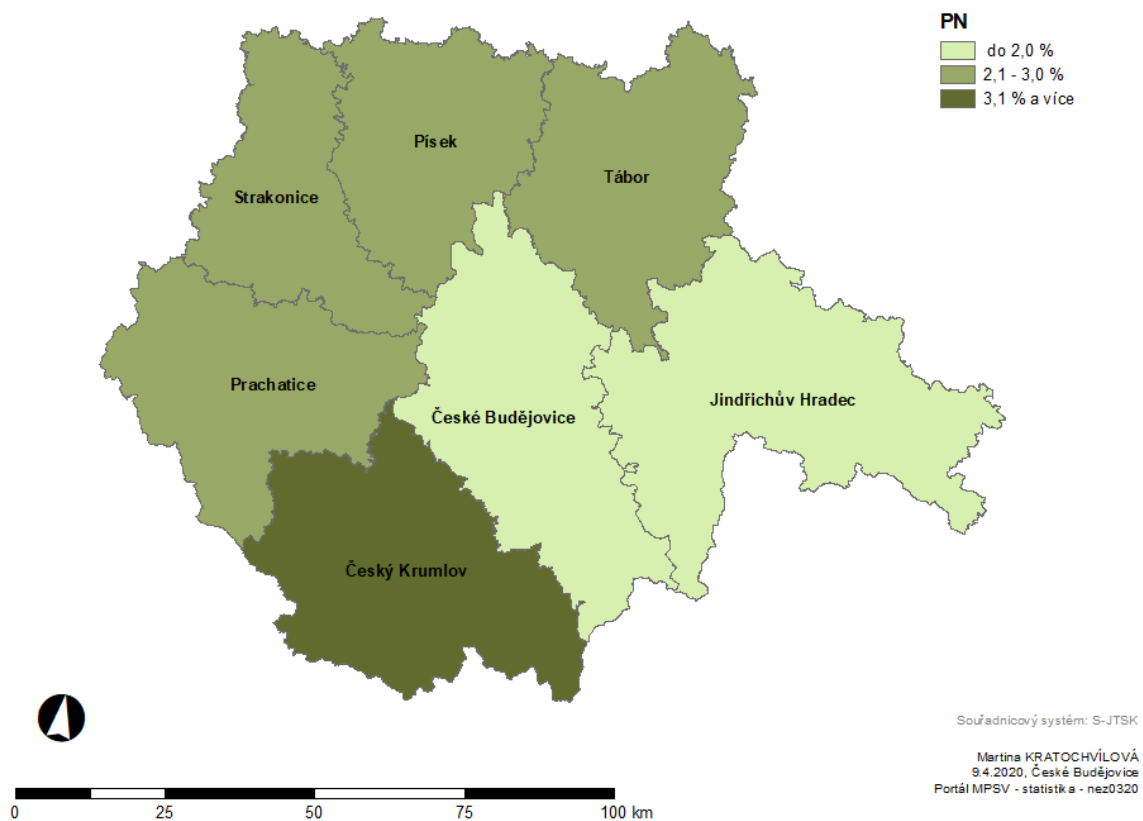 PN
do 2,0 %
2,1 - 3,0 %
3,1 % a více
Písek
Tábor
Strakonice
Prachatice
Jindřichův Hradec
České Budějovice
Český Krumlov
Souřadnicový systém: S-JTSK
Martina KRATOCHVÍLOVÁ
9.4.2020, České Budějovice
Portál MPSV - statistika - nez0320
0 25 50 75 100 km